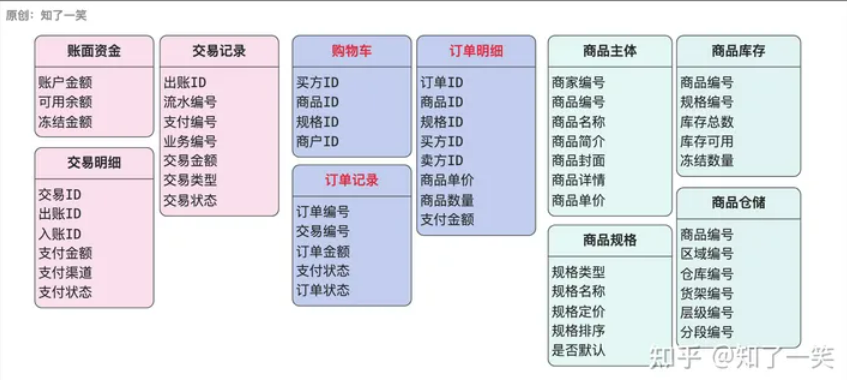 原创：知了一笑
账面资金
账户金额
可用余额
冻结金额
交易明细
交易ID
出账ID
入账ID
支付金额
支付渠道
支付状态
交易记录
出账ID
流水编号
支付编号
业务编号
交易金额
交易类型
交易状态
购物车
买方ID
商品ID
规格ID
商户ID
订单记录
订单编号
交易编号
订单金额
支付状态
订单状态
订单明细
订单ID
商品ID
规格ID
买方ID
卖方ID
商品单价
商品数量
支付金额
商品主体
商家编号
商品编号
商品名称
商品简介
商品封面
商品详情
商品单价
商品规格
规格类型
规格名称
规格定价
规格排序
是否默认
商品库存
商品编号
规格编号
库存总数
库存可用
冻结数量
商品仓储
商品编号
区域编号
仓库编号
货架编号
层级编号
分段编号
知乎 @知了一笑